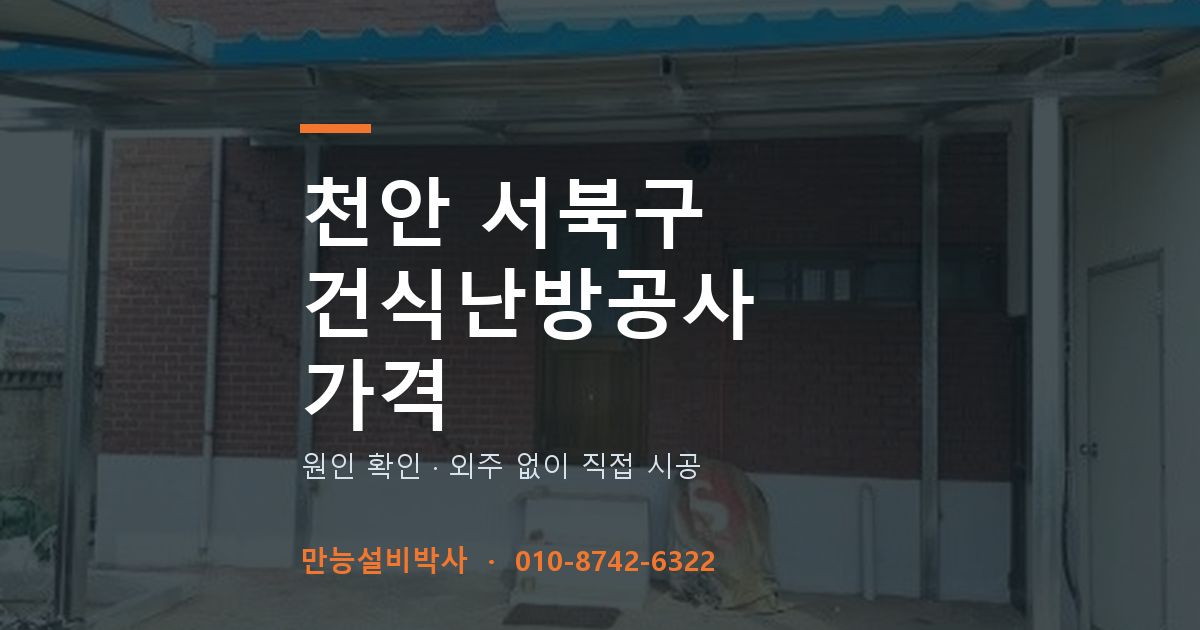 천안 서북구
건식난방공사
가격
원인 확인 · 외주 없이 직접 시공
만능설비박사 · 010-8742-6322
S